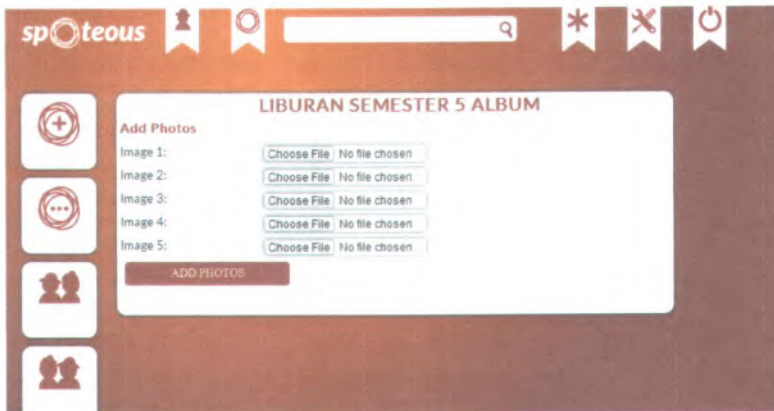 spoteous
LIBURAN SEMESTER 5 ALBUM
Add Photos
Image 1: Choose File No file chosen
Image 2: Choose File No file chosen
Image 3: Choose File No file chosen
Image 4: Choose File No file chosen
Image 5: Choose File No file chosen
ADD PHOTOS